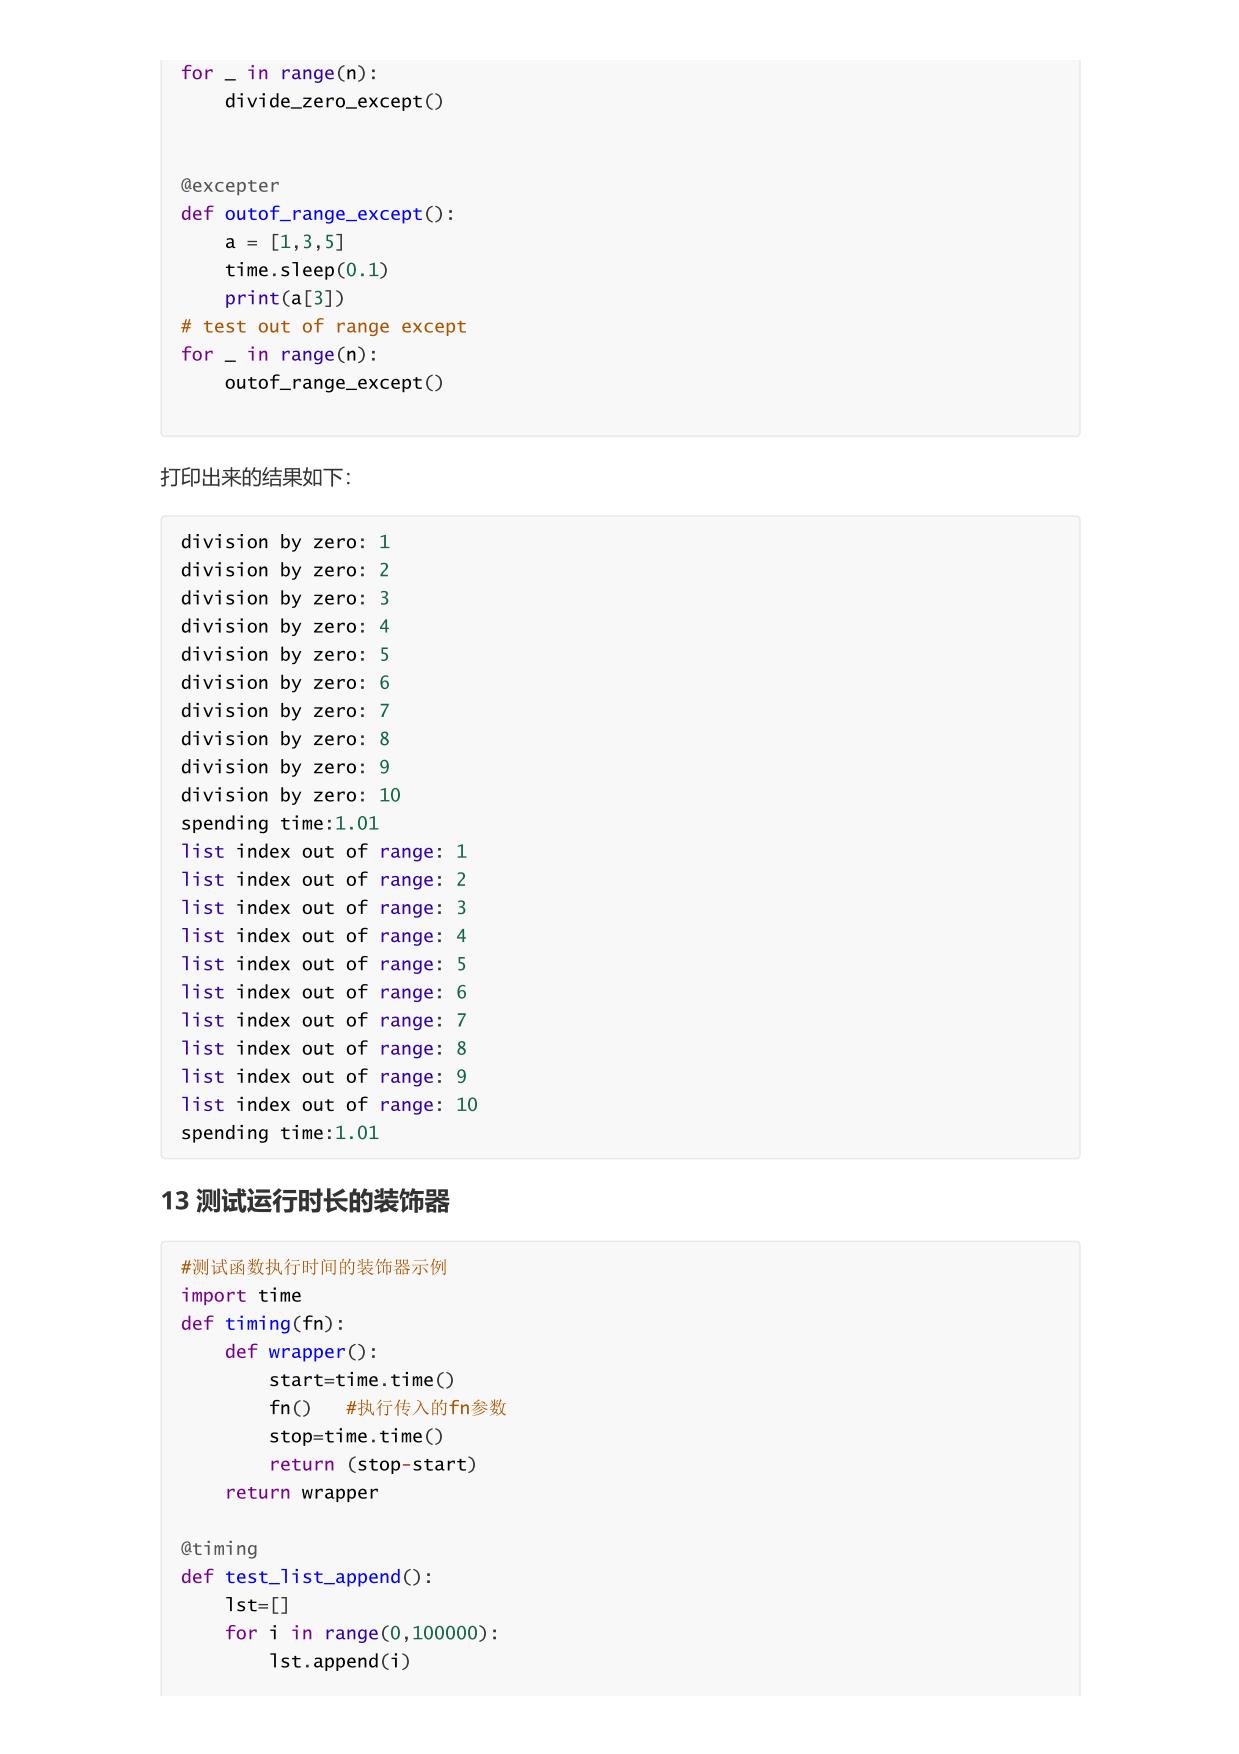 for _ in range(n):
    divide_zero_except()
@excepter
def outof_range_except():
    a = [1,3,5]
    time.sleep(0.1)
    print(a[3])
# test out of range except
for _ in range(n):
    outof_range_except()
打印出来的结果如下：
division by zero: 1
division by zero: 2
division by zero: 3
division by zero: 4
division by zero: 5
division by zero: 6
division by zero: 7
division by zero: 8
division by zero: 9
division by zero: 10
spending time:1.01
list index out of range: 1
list index out of range: 2
list index out of range: 3
list index out of range: 4
list index out of range: 5
list index out of range: 6
list index out of range: 7
list index out of range: 8
list index out of range: 9
list index out of range: 10
spending time:1.01
13 测试运行时长的装饰器
#测试函数执行时间的装饰器示例
import time
def timing(fn):
    def wrapper():
        start=time.time()
        fn()   #执行传入的fn参数
        stop=time.time()
        return (stop-start)
    return wrapper
@timing
def test_list_append():
    lst=[]
    for i in range(0,100000):
        lst.append(i)